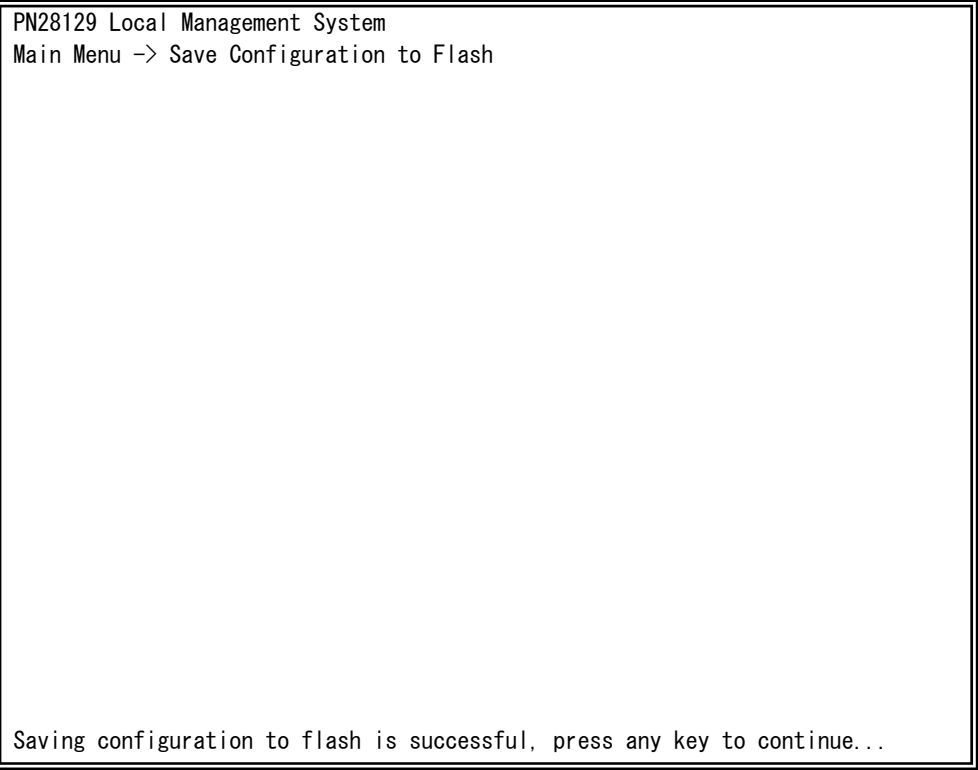 PN28129 Local Management System
Main Menu -> Save Configuration to Flash
Saving configuration to flash is successful, press any key to continue...